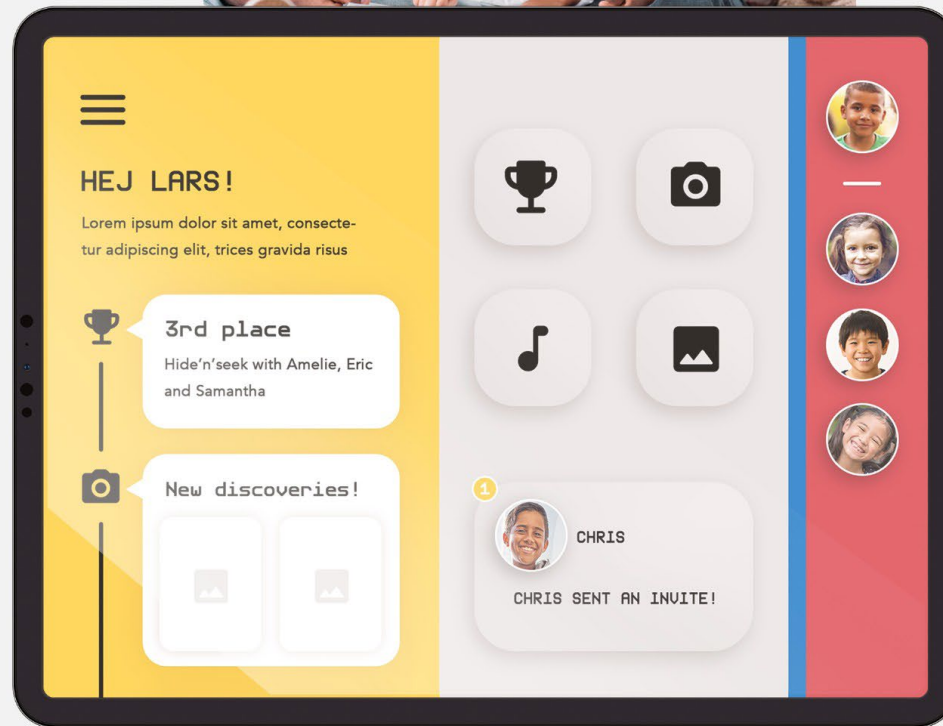 HEJ LARS!
Lorem ipsum dolor sit amet, consecte-
tur adipiscing elit, trices gravida risus
3rd place
Hide'n'seek with Amelie, Eric
and Samantha
New discoveries!
1
CHRIS
CHRIS SENT AN INVITE!